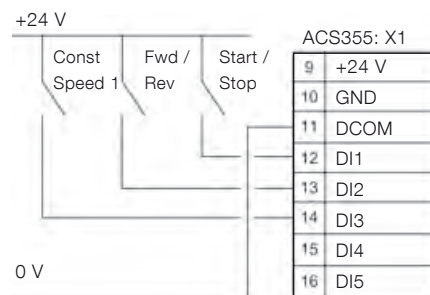 +24 V
ACS355: X1
Const Speed 1
Fwd / Rev
Start / Stop
9 +24 V
10 GND
11 DCOM
12 DI1
13 DI2
14 DI3
15 DI4
16 DI5
0 V